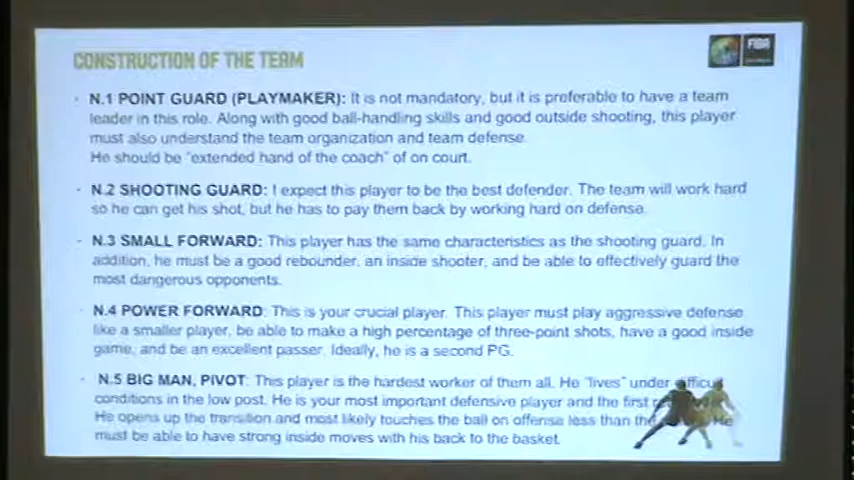 CONSTRUCTION OF THE TEAM
FIBA
· N.1 POINT GUARD (PLAYMAKER): It is not mandatory, but it is preferable to have a team
leader in this role. Along with good ball-handling skills and good outside shooting, this player
must also understand the team organization and team defense.
He should be "extended hand of the coach" of on court.
· N.2 SHOOTING GUARD: I expect this player to be the best defender. The team will work hard
so he can get his shot, but he has to pay them back by working hard on defense.
· N.3 SMALL FORWARD: This player has the same characteristics as the shooting guard. In
addition, he must be a good rebounder, an inside shooter, and be able to effectively guard the
most dangerous opponents.
· N.4 POWER FORWARD: This is your crucial player. This player must play aggressive defense
like a smaller player, be able to make a high percentage of three-point shots, have a good inside
game, and be an excellent passer. Ideally, he is a second PG.
· N.5 BIG MAN, PIVOT: This player is the hardest worker of them all. He "lives" under
conditions in the low post. He is your most important defensive player and the first
He opens up the transition and most likely touches the ball on offense less than the He
must be able to have strong inside moves with his back to the basket.